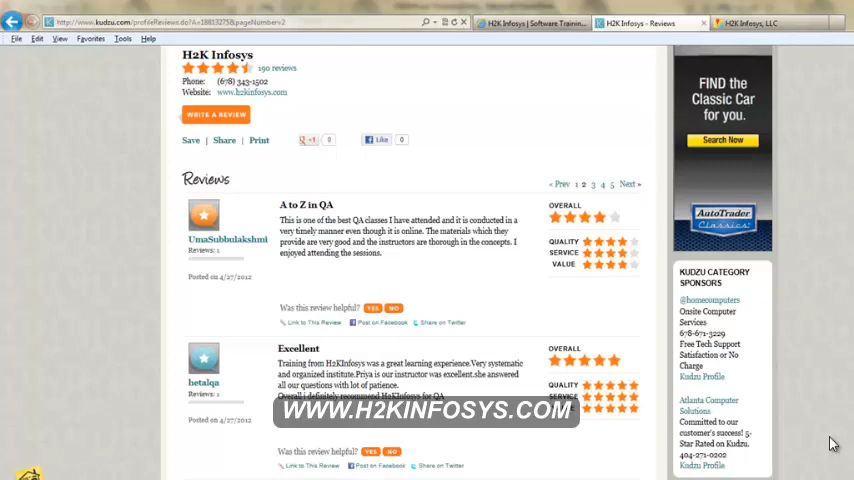 http://www.kudzu.com/profileReviews.do?A=18813275&pageNumber=2
H2K Infosys | Software Trainin...
H2K Infosys - Reviews
H2K Infosys, LLC
File Edit View Favorites Tools Help
H2K Infosys
190 reviews
Phone: (678) 343-1502
Website: www.h2kinfosys.com
WRITE A REVIEW
Save | Share | Print
+1 0
Like 0
Reviews
« Prev 1 2 3 4 5 Next »
A to Z in QA
UmaSubbulakshmi
Reviews: 1
Posted on 4/27/2012
This is one of the best QA classes I have attended and it is conducted in a
very timely manner even though it is online. The materials which they
provide are very good and the instructors are thorough in the concepts. I
enjoyed attending the sessions.
OVERALL
QUALITY
SERVICE
VALUE
Was this review helpful? YES NO
Link to This Review Post on Facebook Share on Twitter
Excellent
hetalqa
Reviews: 1
Posted on 4/27/2012
Training from H2KInfosys was a great learning experience.Very systematic
and organized institute.Priya is our instructor was excellent.she answered
all our questions with lot of patience.
Overall i definitely recommend H2KInfosys for QA
OVERALL
QUALITY
SERVICE
WWW.H2KINFOSYS.COM
Was this review helpful? YES NO
Link to This Review Post on Facebook Share on Twitter
FIND the
Classic Car
for you.
Search Now
AutoTrader
Classics
KUDZU CATEGORY
SPONSORS
@homecomputers
Onsite Computer
Services
678-671-3229
Free Tech Support
Satisfaction or No
Charge
Kudzu Profile
Atlanta Computer
Solutions
Committed to our
customer's success! 5-
Star Rated on Kudzu.
404-271-0202
Kudzu Profile